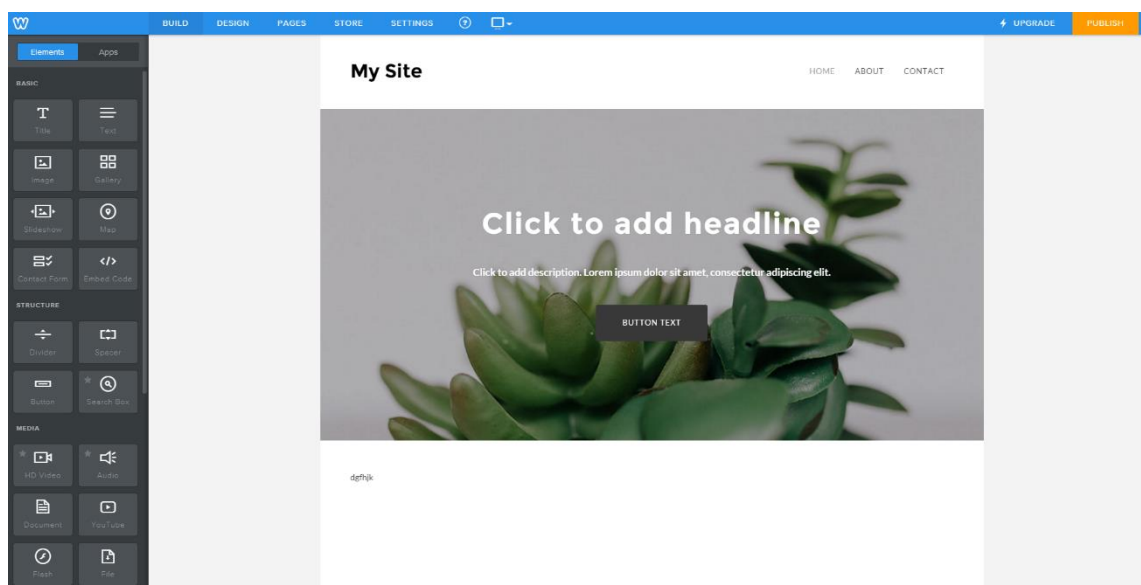 BUILD DESIGN PAGES STORE SETTINGS ? UPGRADE PUBLISH
Elements Apps
BASIC
Title Text
Image Gallery
Slideshow Map
Contact Form Embed Code
STRUCTURE
Divider Spacer
Button Search Box
MEDIA
HD Video Audio
Document YouTube
Flash File
My Site
HOME ABOUT CONTACT
Click to add headline
Click to add description. Lorem ipsum dolor sit amet, consectetur adipiscing elit.
BUTTON TEXT
dgfhjk